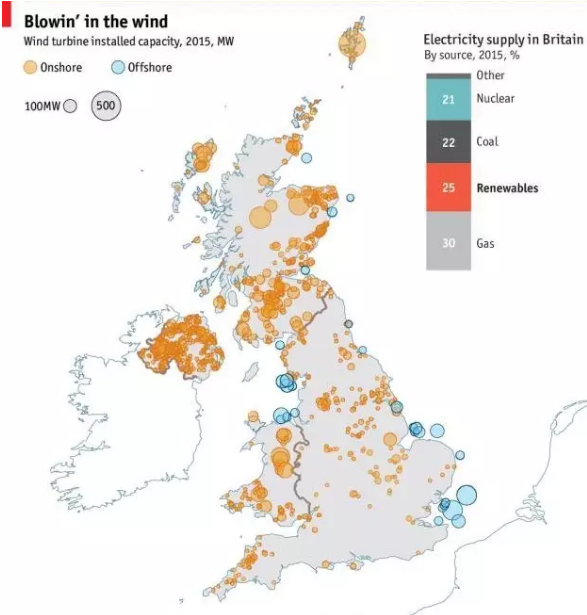 Blowin’ in the wind
Wind turbine installed capacity, 2015, MW
Onshore
Offshore
100MW
500
Electricity supply in Britain
By source, 2015, %
Other
21 Nuclear
22 Coal
25 Renewables
30 Gas